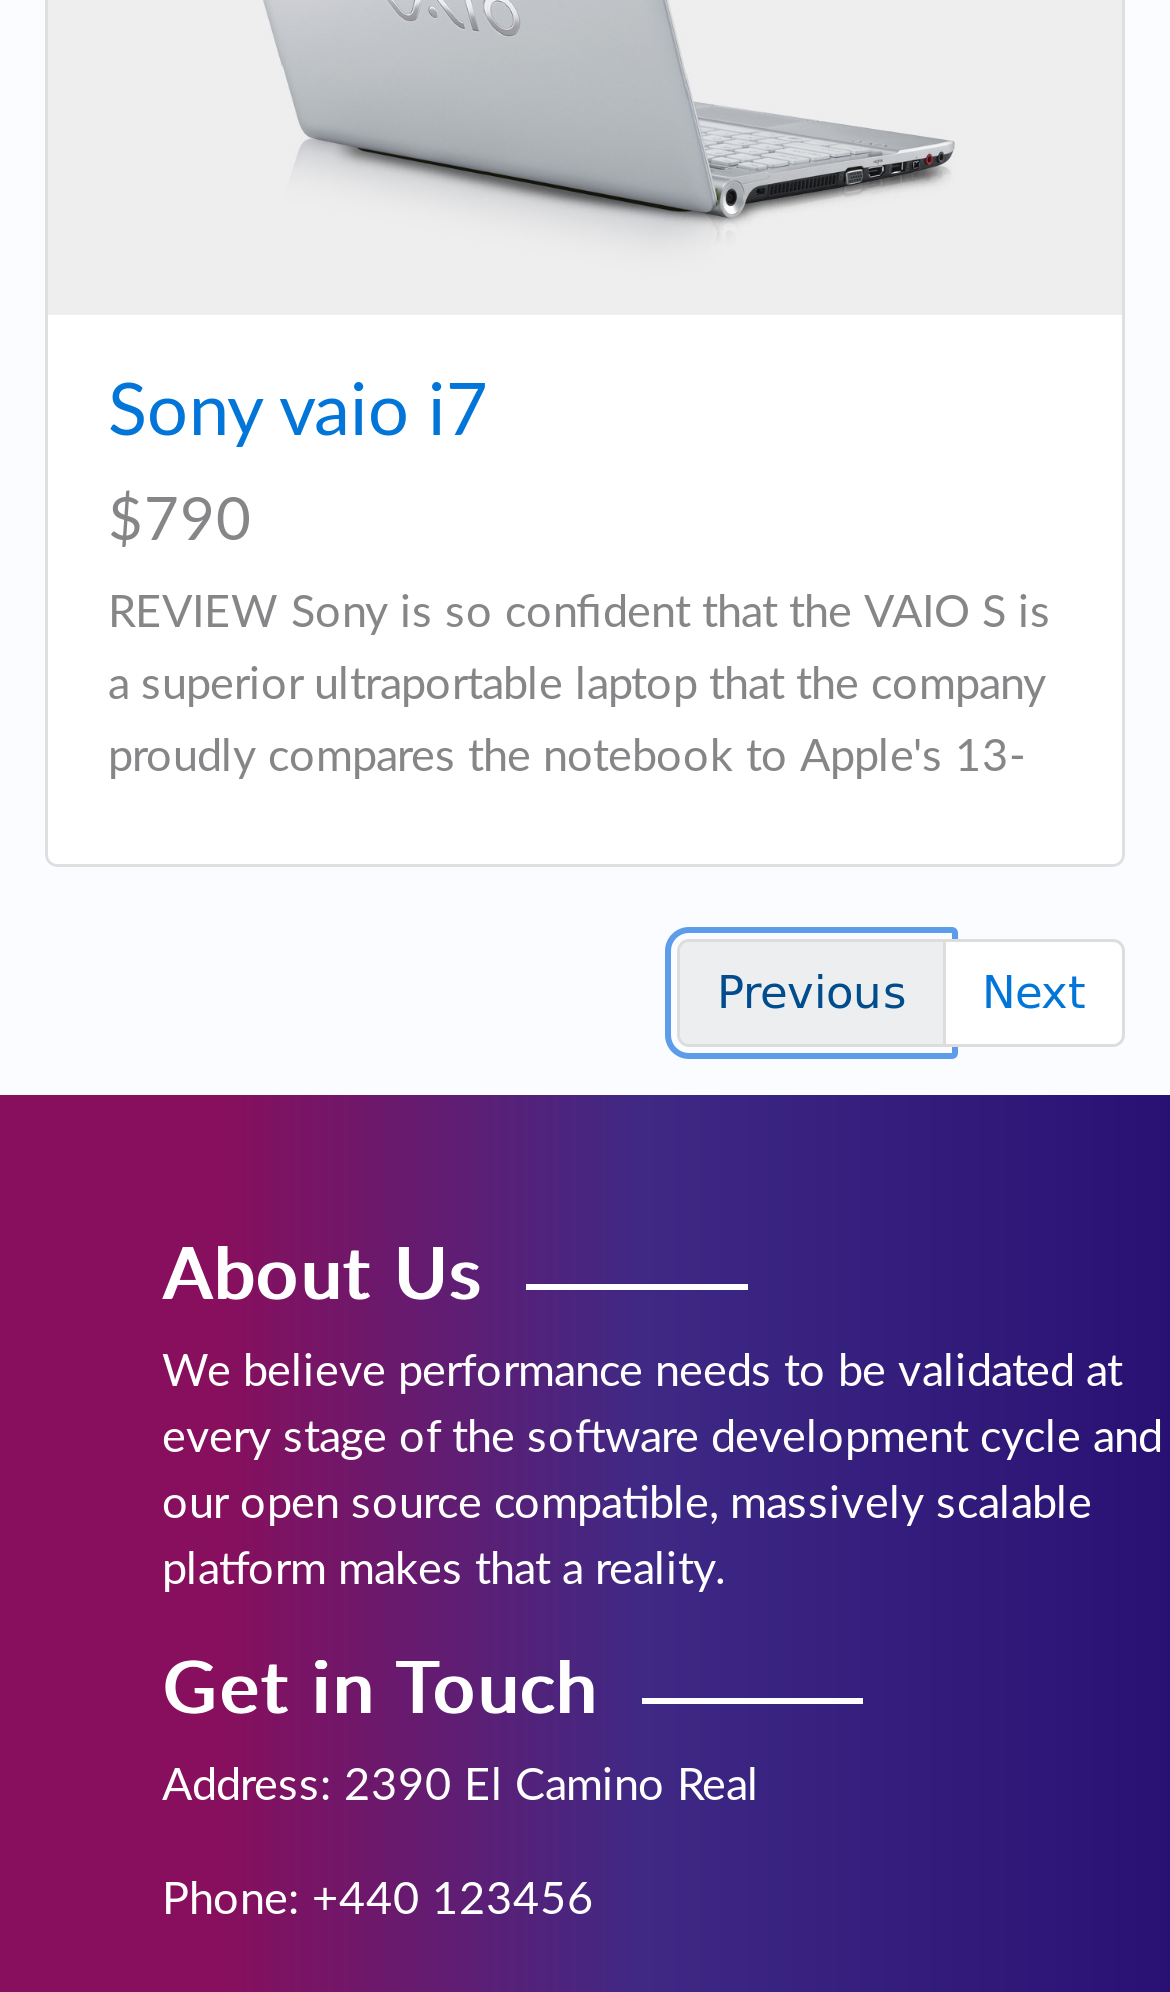 VAIO
Sony vaio i7
$790
REVIEW Sony is so confident that the VAIO S is
a superior ultraportable laptop that the company
proudly compares the notebook to Apple's 13-
Previous Next
About Us
We believe performance needs to be validated at
every stage of the software development cycle and
our open source compatible, massively scalable
platform makes that a reality.
Get in Touch
Address: 2390 El Camino Real
Phone: +440 123456